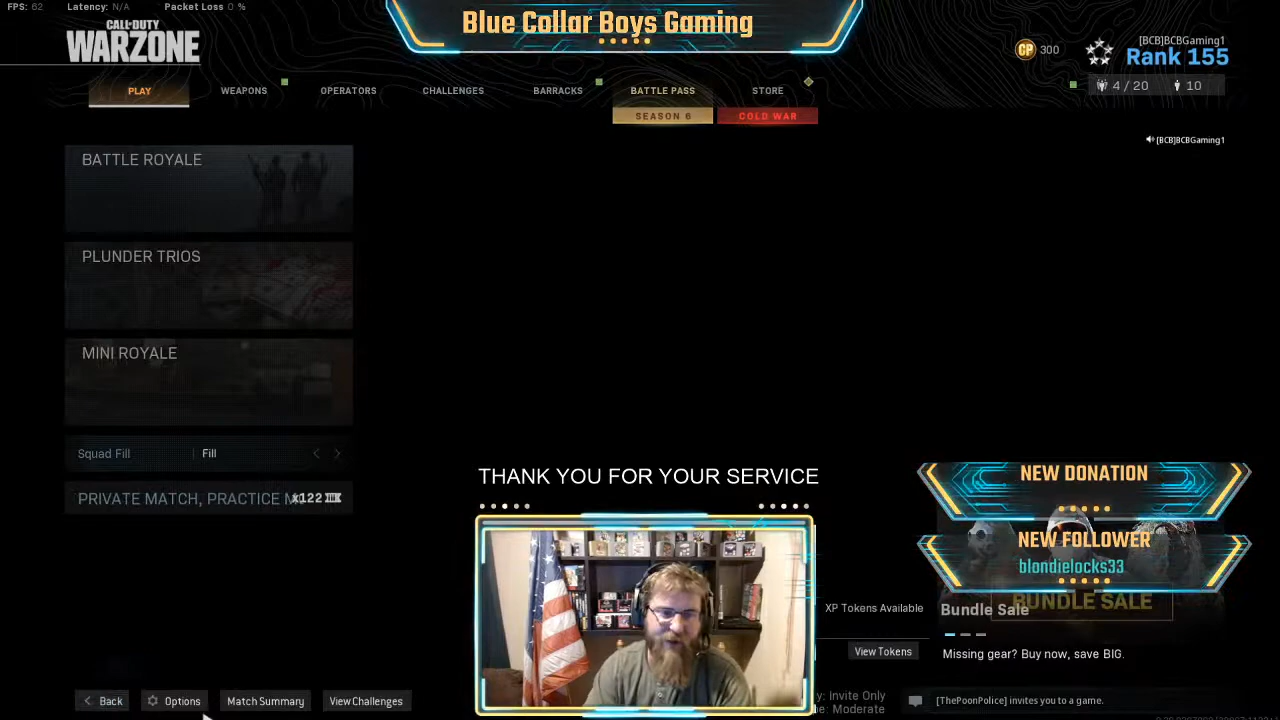 FPS: 62 Latency: N/A Packet Loss 0 %
Blue Collar Boys Gaming
CALL OF DUTY
WARZONE
CP 300
[BCB]BCBGaming1
Rank 155
4 / 20 10
PLAY WEAPONS OPERATORS CHALLENGES BARRACKS BATTLE PASS STORE
SEASON 6 COLD WAR
[BCB]BCBGaming1
BATTLE ROYALE
PLUNDER TRIOS
MINI ROYALE
Squad Fill Fill
PRIVATE MATCH, PRACTICE
x122
THANK YOU FOR YOUR SERVICE
NEW DONATION
NEW FOLLOWER
blondielocks33
BUNDLE SALE
XP Tokens Available
Bundle Sale
View Tokens
Missing gear? Buy now, save BIG.
Back Options Match Summary View Challenges
y: Invite Only
e: Moderate
[ThePoonPolice] invites you to a game.